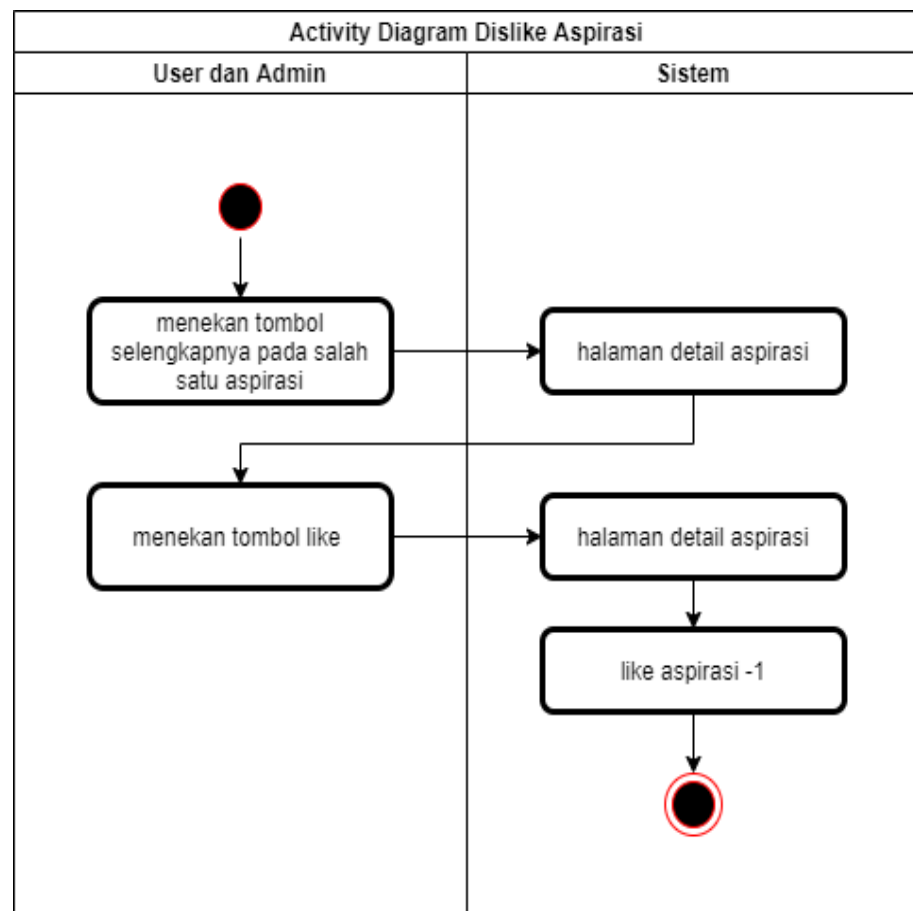 Activity Diagram Dislike Aspirasi
User dan Admin
Sistem
menekan tombol
selengkapnya pada salah
satu aspirasi
halaman detail aspirasi
menekan tombol like
halaman detail aspirasi
like aspirasi -1